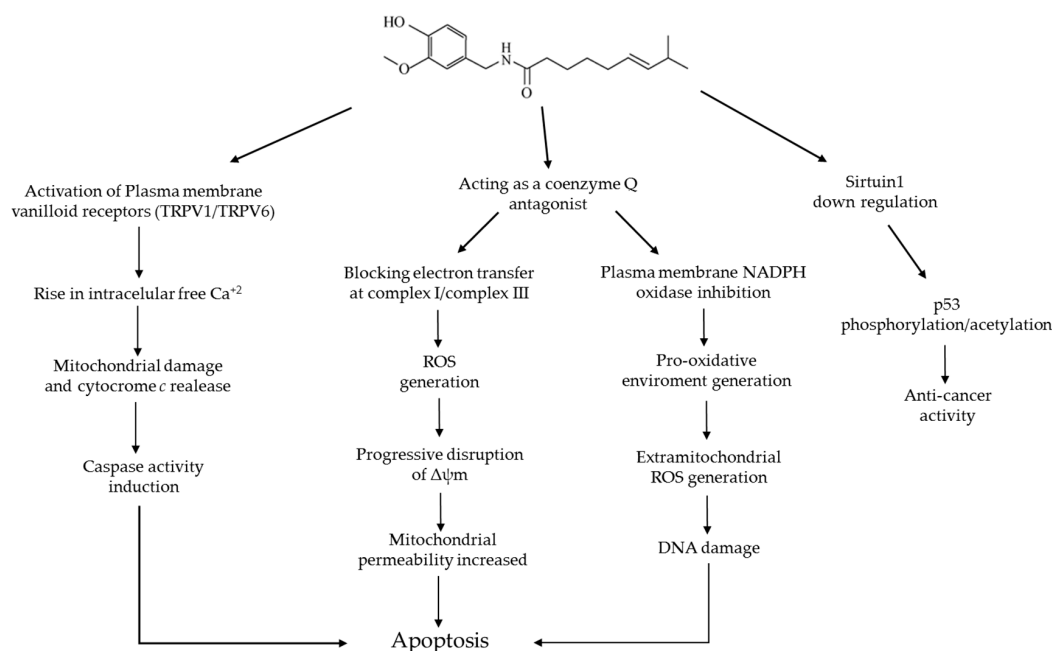 HO
O
H
N
O
Activation of Plasma membrane
vanilloid receptors (TRPV1/TRPV6)
Rise in intracelular free Ca+2
Mitochondrial damage
and cytocrome c realease
Caspase activity
induction
Acting as a coenzyme Q
antagonist
Blocking electron transfer
at complex I/complex III
ROS
generation
Progressive disruption
of Δψm
Mitochondrial
permeability increased
Plasma membrane NADPH
oxidase inhibition
Pro-oxidative
enviroment generation
Extramitochondrial
ROS generation
DNA damage
Sirtuin1
down regulation
p53
phosphorylation/acetylation
Anti-cancer
activity
Apoptosis